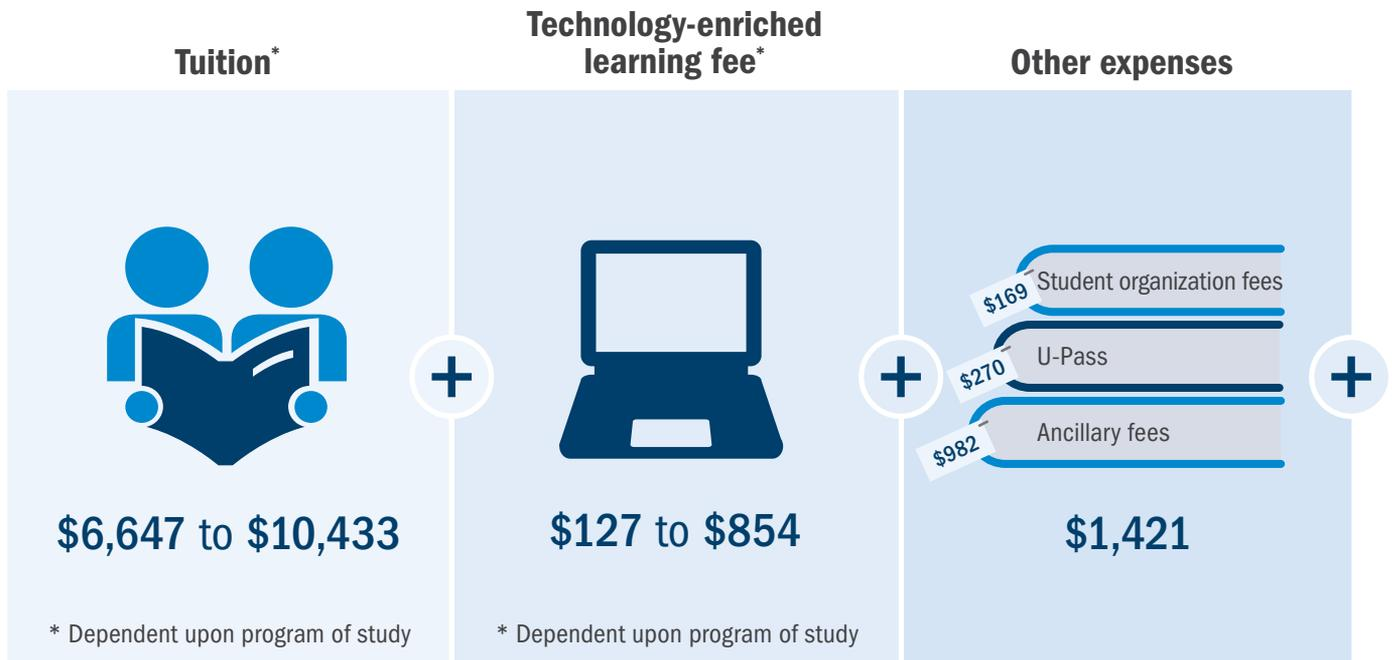 Tuition*
$6,647 to $10,433
* Dependent upon program of study
Technology-enriched
learning fee*
$127 to $854
* Dependent upon program of study
Other expenses
$169
Student organization fees
$270
U-Pass
$982
Ancillary fees
$1,421
+
+
+